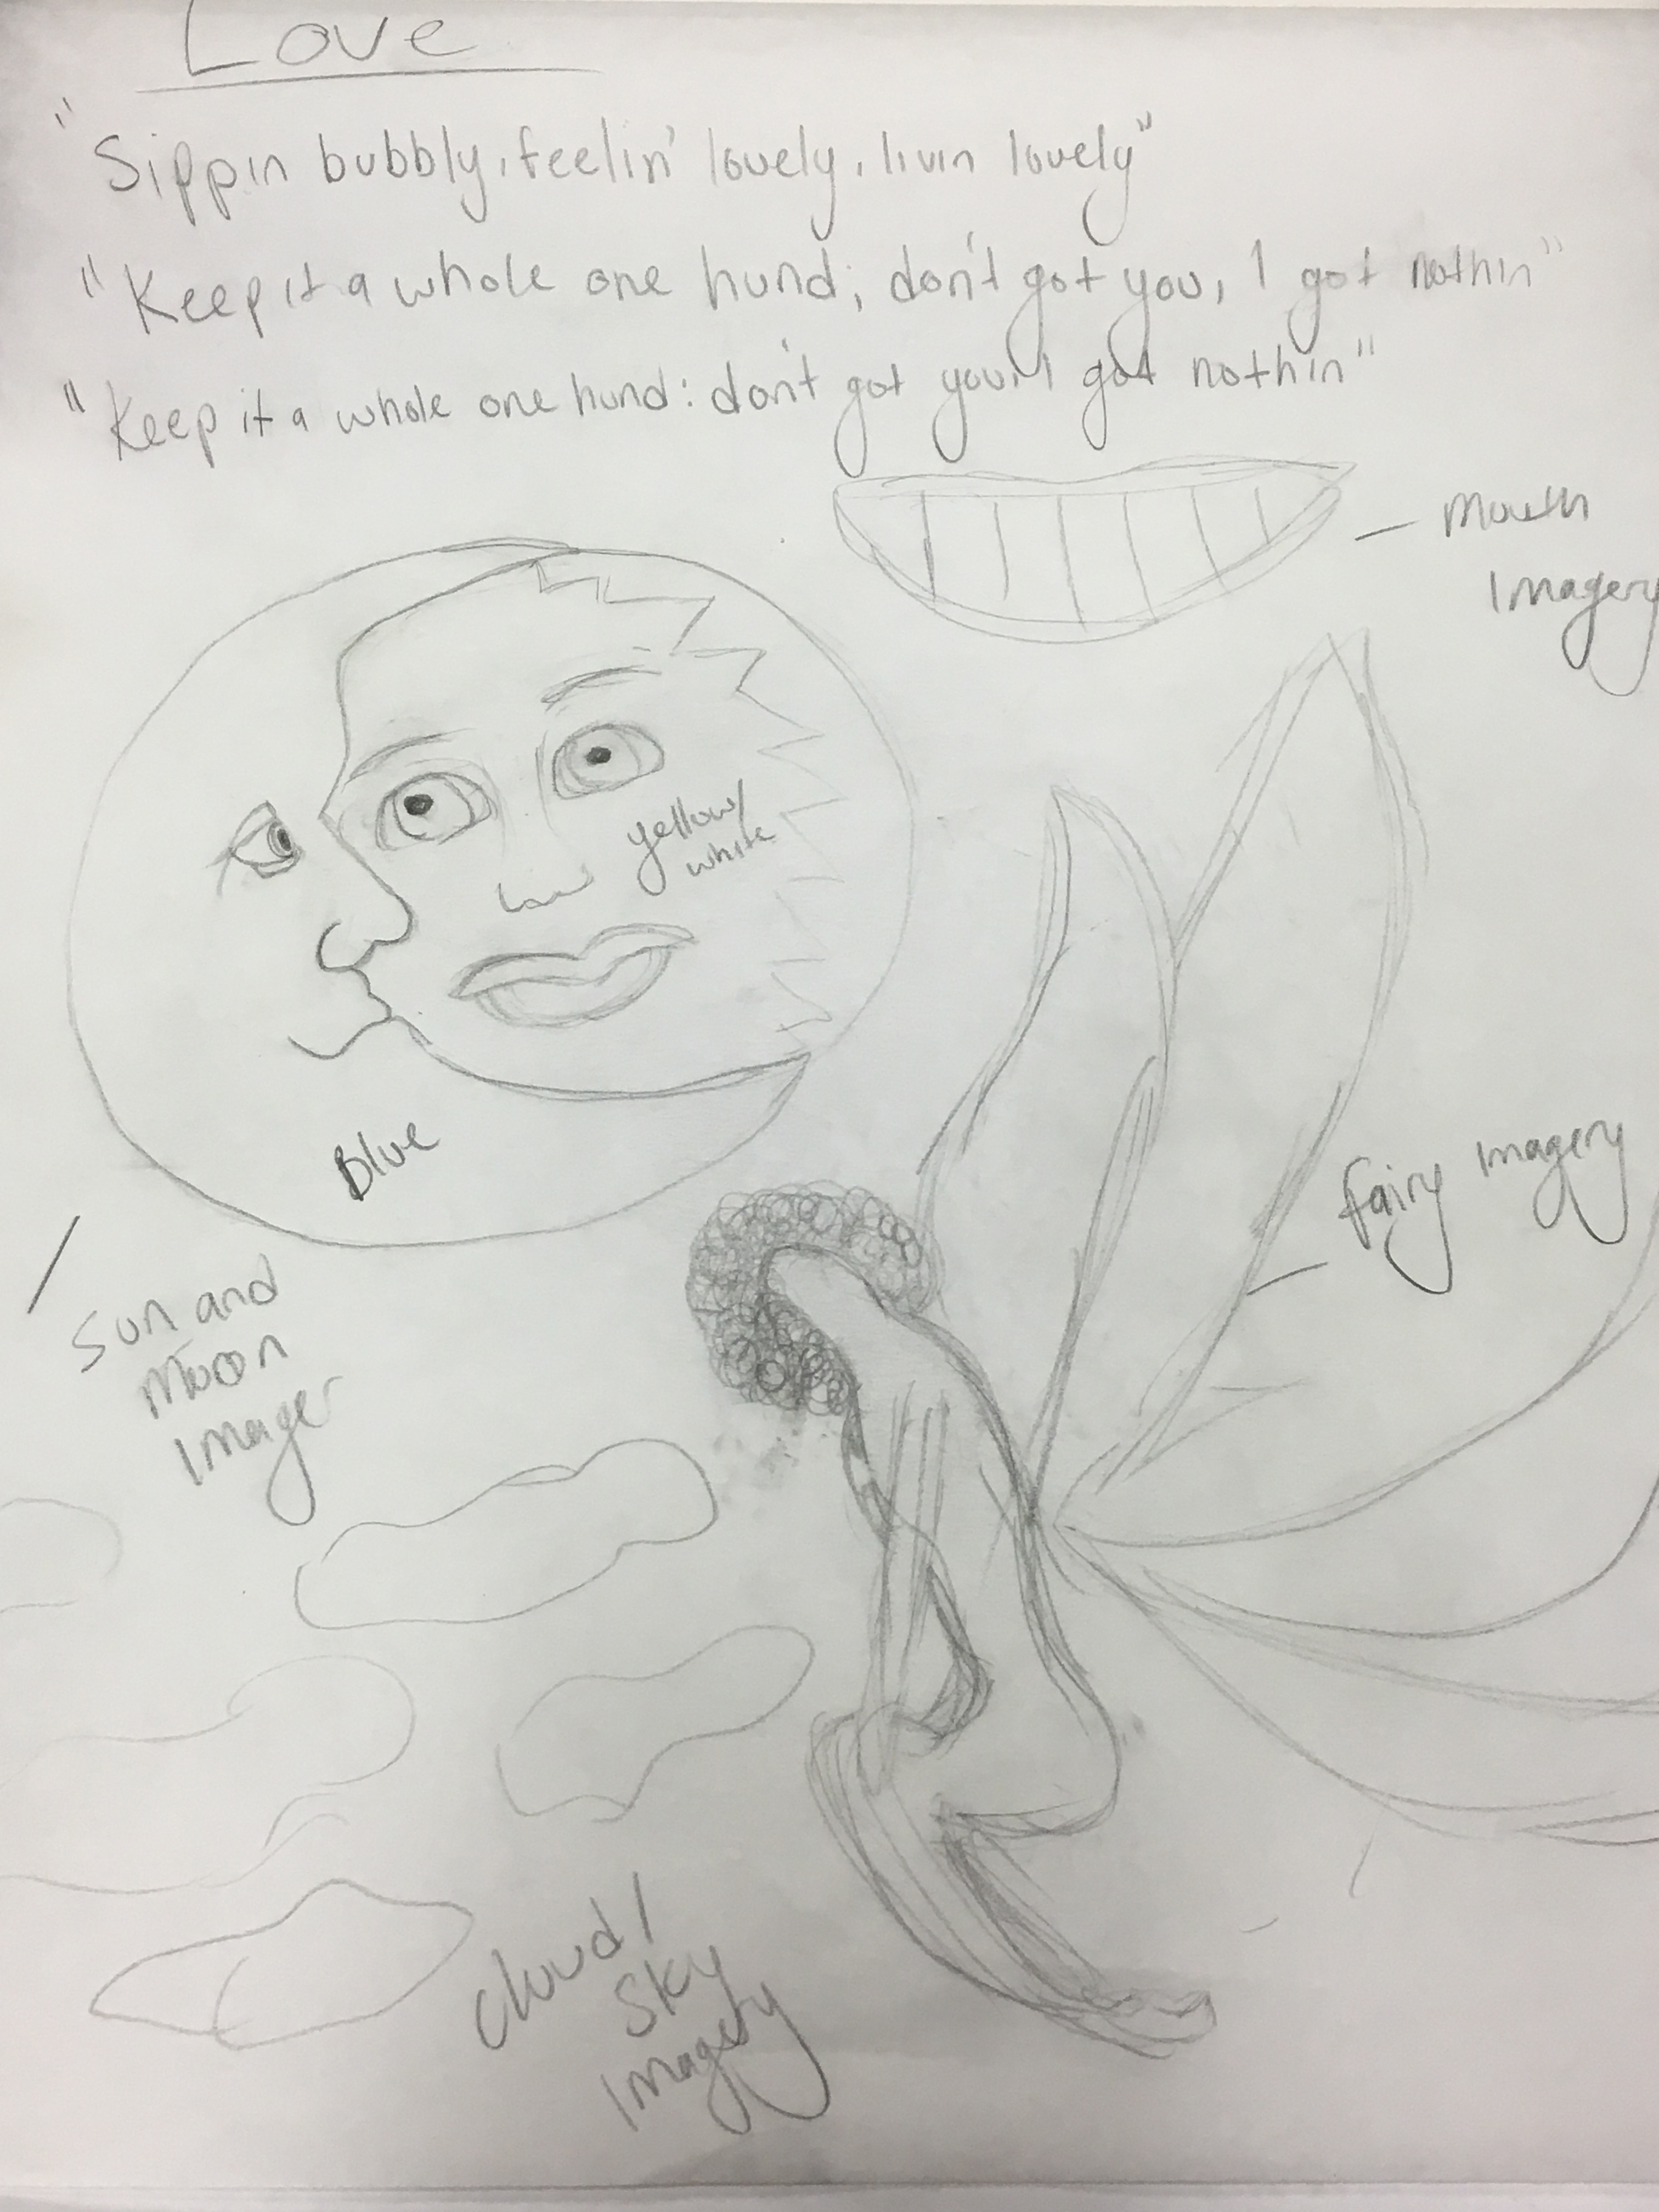 Love
"Sippin bubbly, feelin' lovely, livin lovely"
"Keep it a whole one hund; don't got you, I got nothin"
"Keep it a whole one hund: don't got you, I got nothin"
Mouth
Imagery
yellow/
white
Blue
Sun and
Moon
Imager
Fairy Imagery
Cloud/
Sky
Imagery